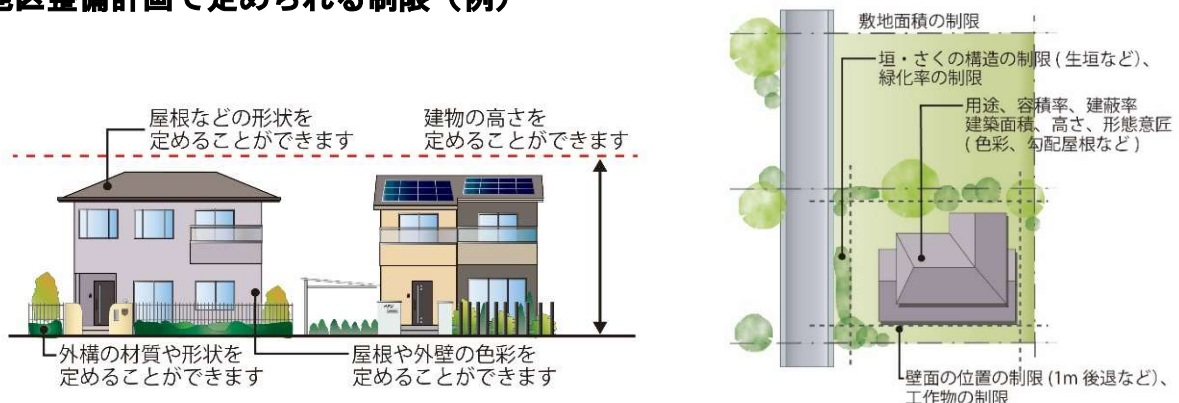 地区整備計画で定められる制限（例）
屋根などの形状を
定めることができます
建物の高さを
定めることができます
外構の材質や形状を
定めることができます
屋根や外壁の色彩を
定めることができます
敷地面積の制限
垣・さくの構造の制限(生垣など)、
緑化率の制限
用途、容積率、建蔽率
建築面積、高さ、形態意匠
(色彩、勾配屋根など)
壁面の位置の制限(1m 後退など)、
工作物の制限